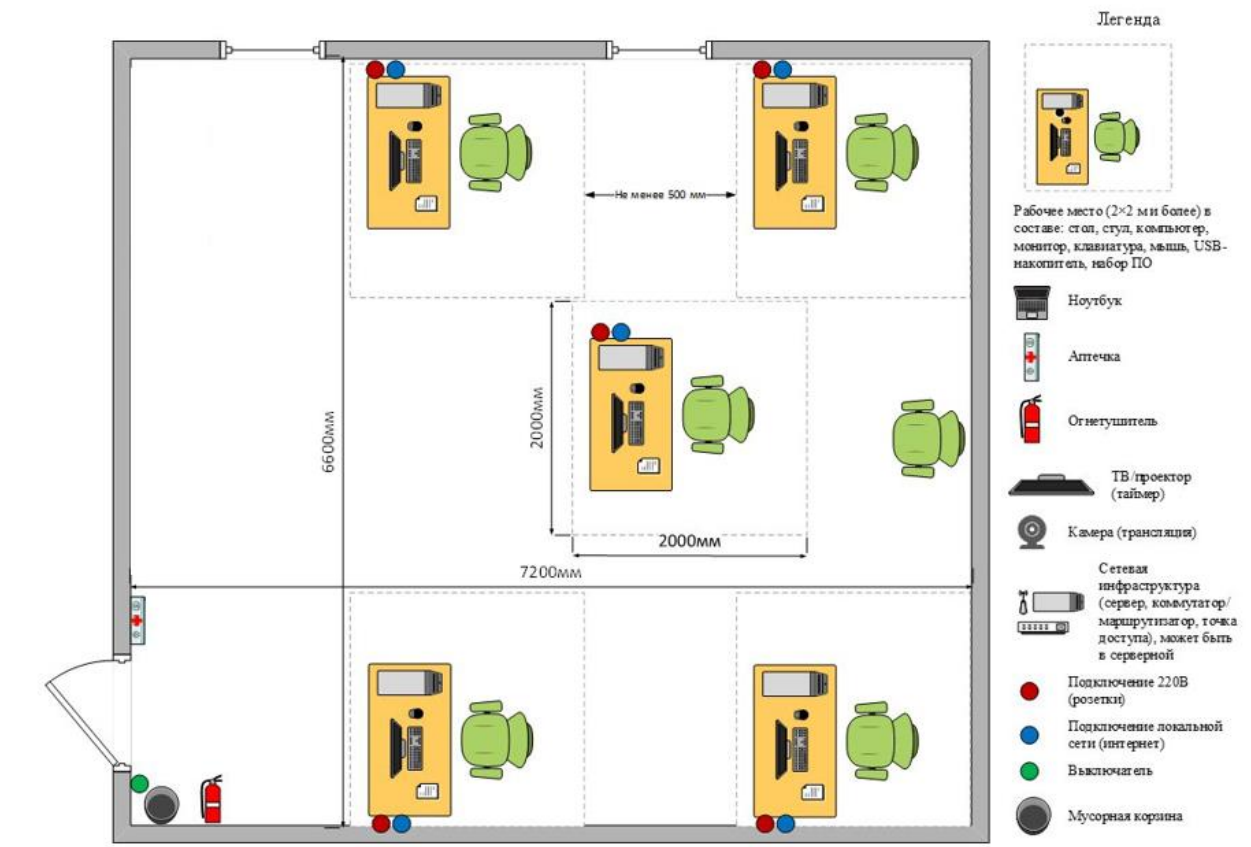 Легенда
Не менее 500 мм
Рабочее место (2×2 м и более) в
составе: стол, стул, компьютер,
монитор, клавиатура, мышь, USB-
накопитель, набор ПО
Ноутбук
Аптечка
6600мм
2000мм
Огнетушитель
ТВ/проектор
(таймер)
2000мм
Камера (трансляция)
7200мм
Сетевая
инфраструктура
(сервер, коммутатор/
маршрутизатор, точка
доступа), может быть
в серверной
Подключение 220В
(розетки)
Подключение локальной
сети (интернет)
Выключатель
Мусорная корзина